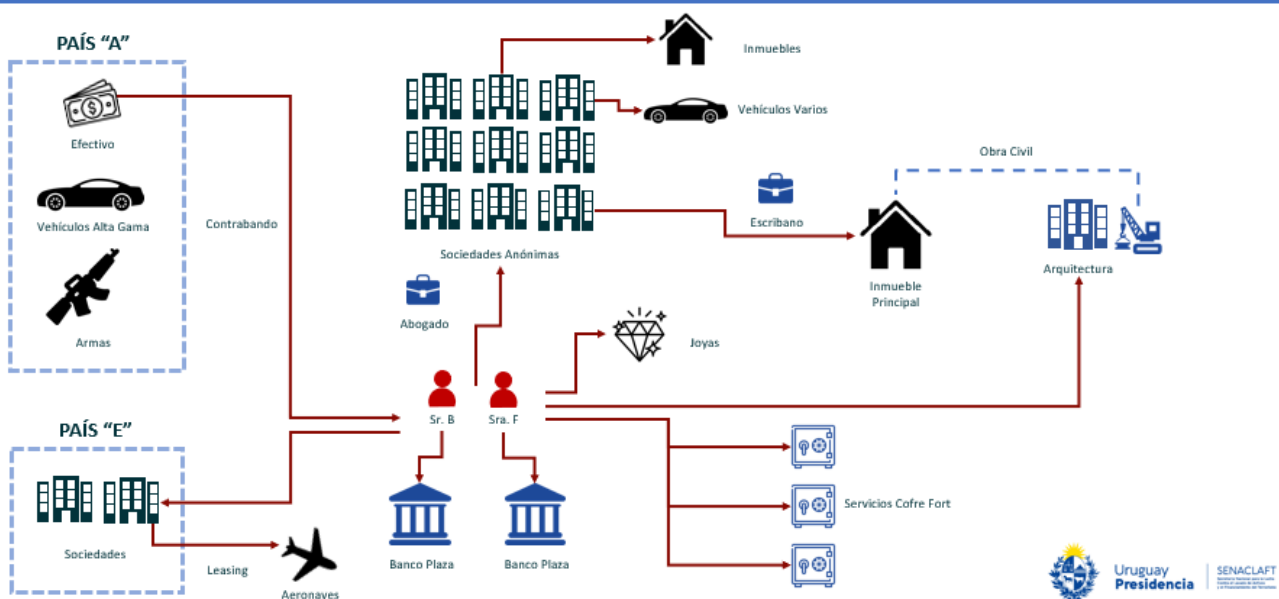 PAÍS “A”
Efectivo
Vehículos Alta Gama
Armas
Contrabando
Inmuebles
Vehículos Varios
Sociedades Anónimas
Abogado
Escribano
Obra Civil
Inmueble
Principal
Arquitectura
Joyas
Sr. B
Sra. F
PAÍS “E”
Sociedades
Leasing
Aeronaves
Banco Plaza
Banco Plaza
Servicios Cofre Fort
Uruguay
Presidencia
SENACLAFT